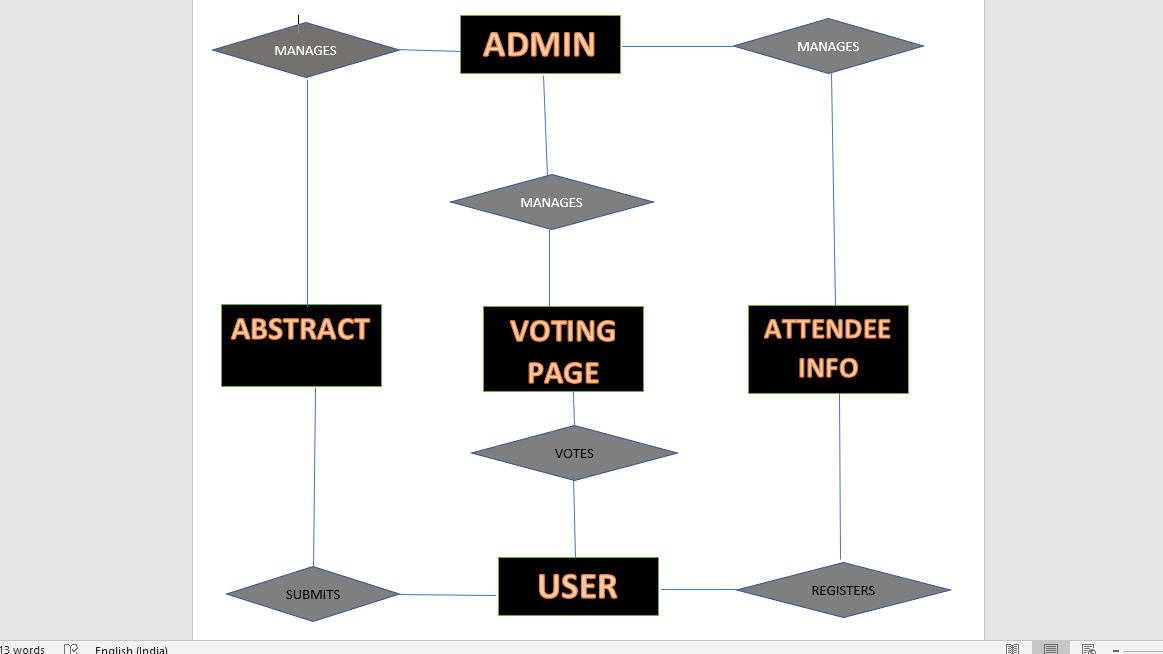 MANAGES
ADMIN
MANAGES
MANAGES
ABSTRACT
VOTING
PAGE
ATTENDEE
INFO
VOTES
SUBMITS
USER
REGISTERS
13 words
English (India)